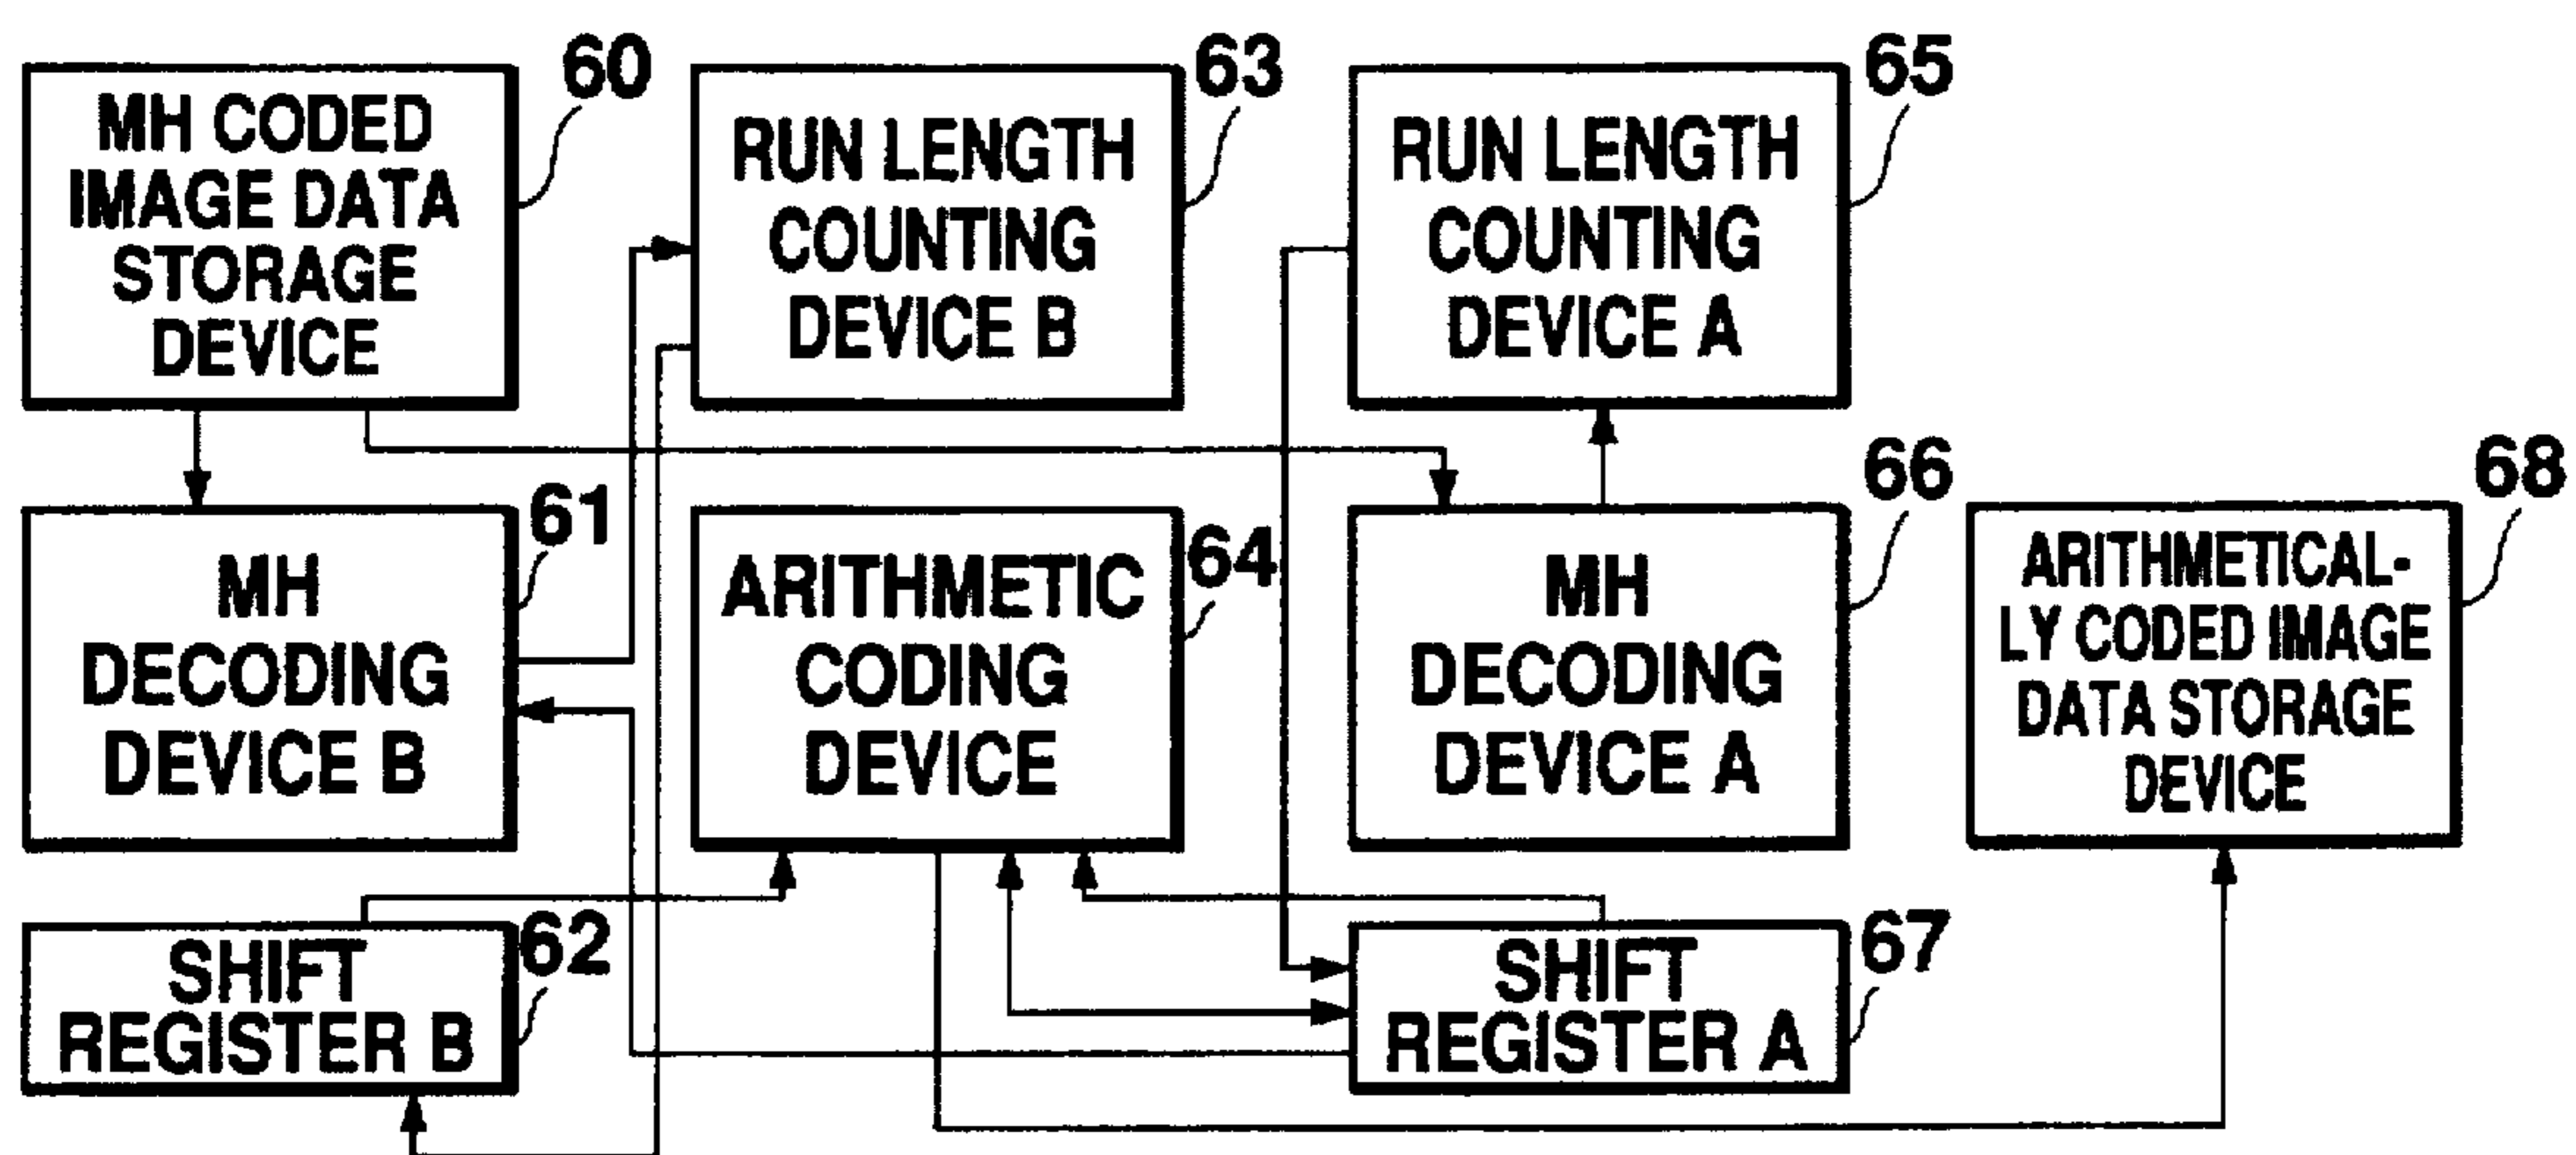 60
MH CODED
IMAGE DATA
STORAGE
DEVICE
63
RUN LENGTH
COUNTING
DEVICE B
65
RUN LENGTH
COUNTING
DEVICE A
61
MH
DECODING
DEVICE B
64
ARITHMETIC
CODING
DEVICE
66
MH
DECODING
DEVICE A
68
ARITHMETICAL-
LY CODED IMAGE
DATA STORAGE
DEVICE
62
SHIFT
REGISTER B
67
SHIFT
REGISTER A